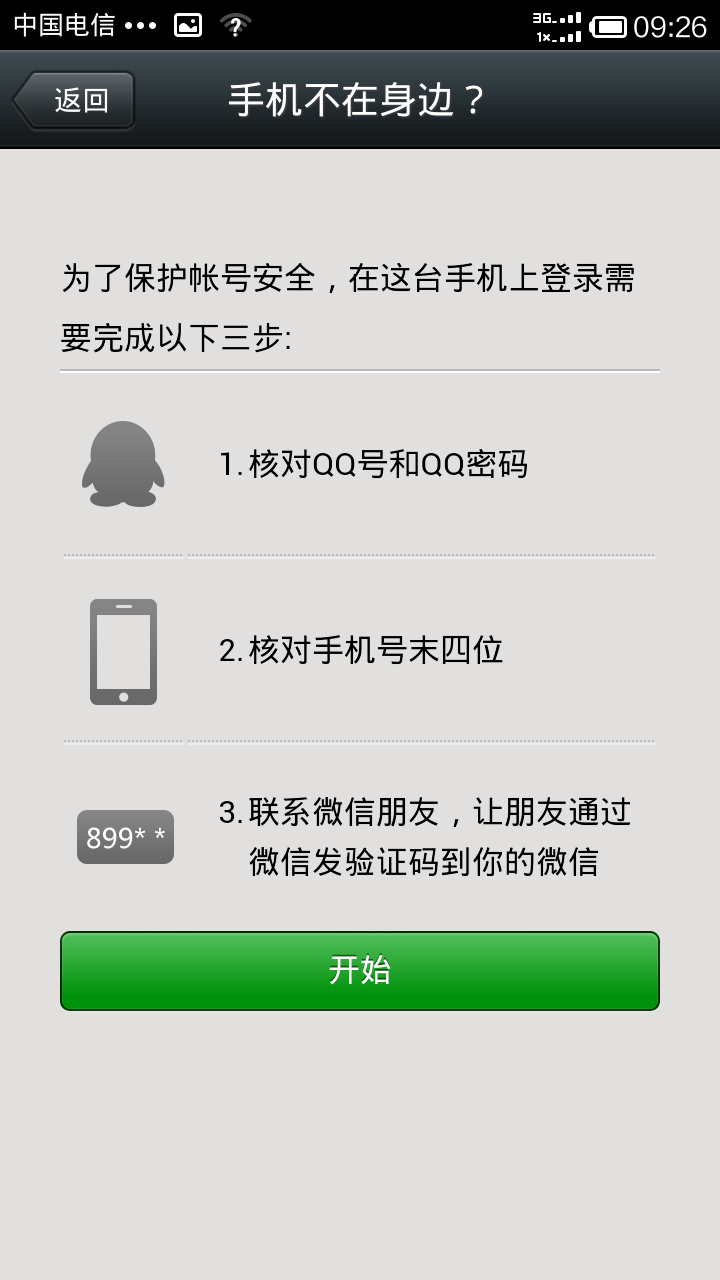 中国电信 •••
3G
1×
09:26
返回
手机不在身边？
为了保护帐号安全，在这台手机上登录需
要完成以下三步:
1.核对QQ号和QQ密码
2.核对手机号末四位
899* *
3.联系微信朋友，让朋友通过
微信发验证码到你的微信
开始